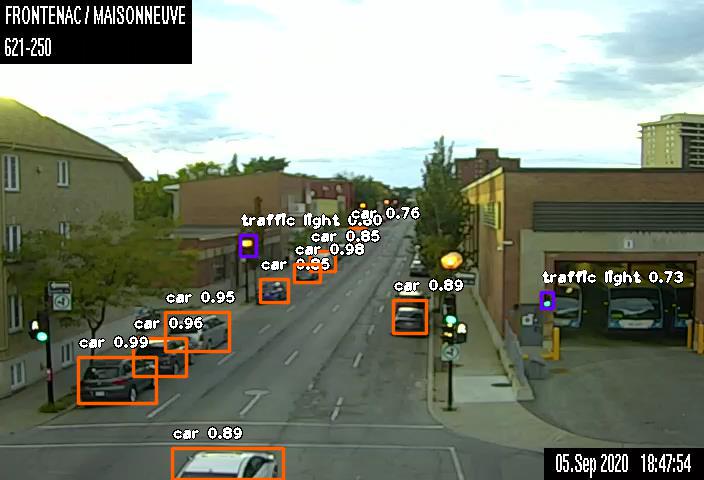 FRONTENAC / MAISONNEUVE
621-250
car 0.76
traffic light 0.80
car 0.85
car 0.98
car 0.85
car 0.89
traffic light 0.73
car 0.95
car 0.96
car 0.99
car 0.89
05.Sep 2020 18:47:54